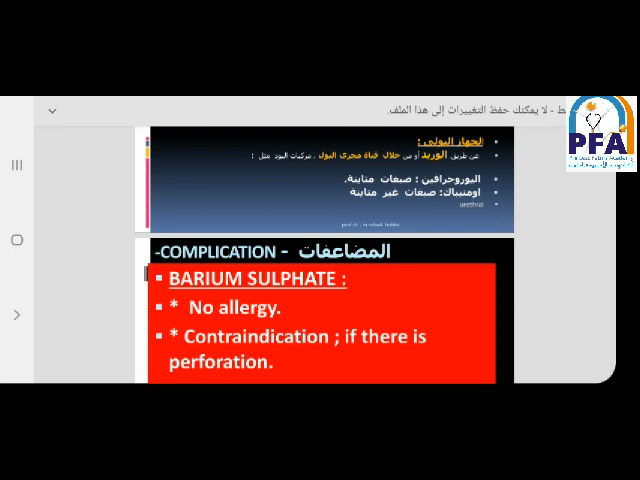 ط - لا يمكنك حفظ التغييرات إلى هذا الملف.
PFA
الجهاز البولى :
عن طريق الوريد أو من خلال قناة مجرى البول , مركبات اليود مثل :
اليوروجرافين : صبغات متاينة.
اومنيباك: صبغات غير متاينة
urethral
-COMPLICATION - المضاعفات
BARIUM SULPHATE :
* No allergy.
* Contraindication ; if there is
perforation.